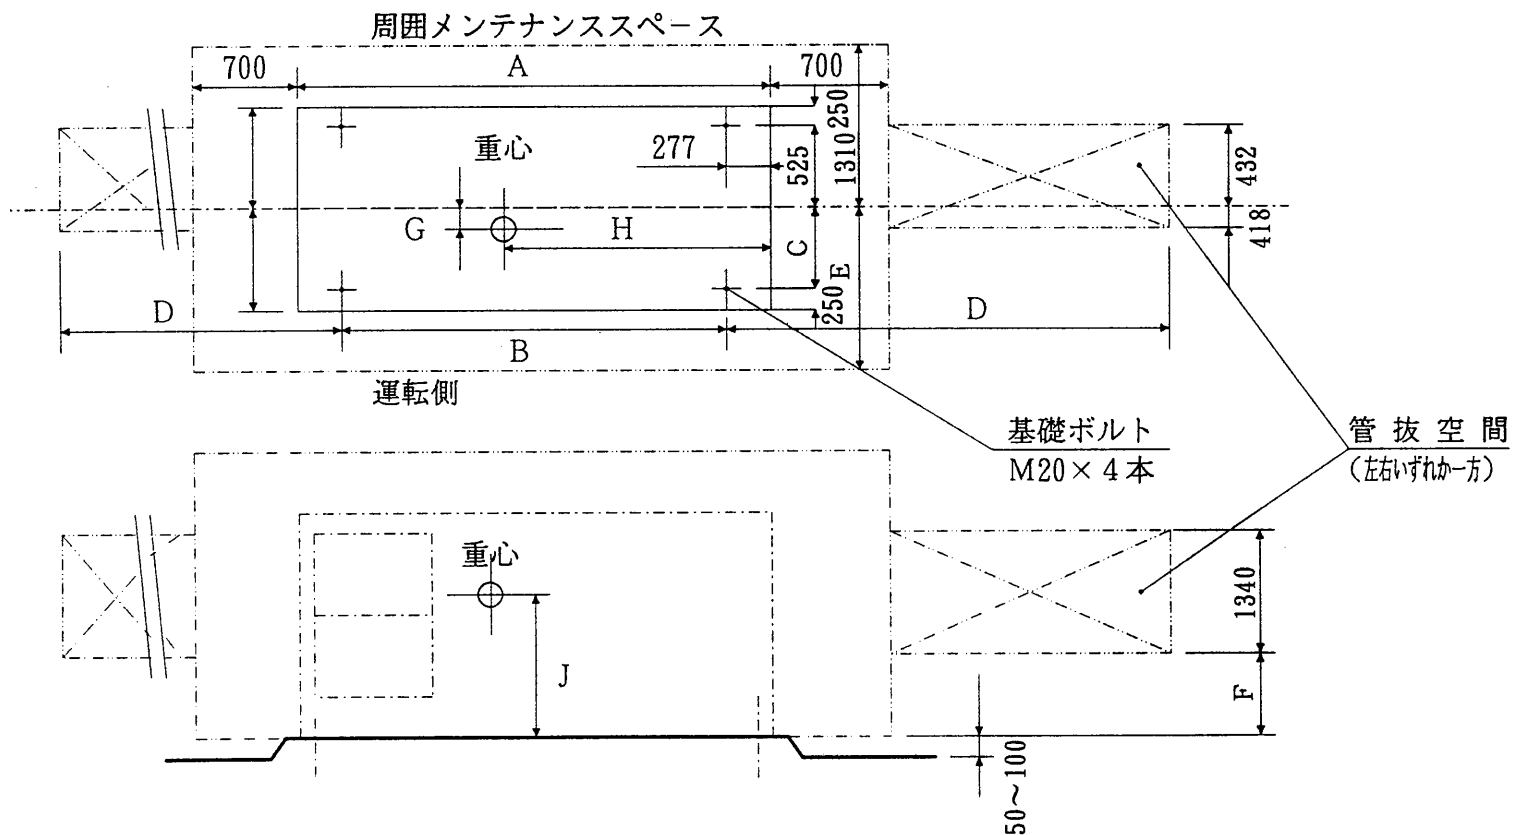 周囲メンテナンススペース
700
A
700
250
重心
277
525
1310
432
G
H
C
E
418
D
250
D
B
運転側
基礎ボルト
M20×4本
管抜空間
(左右いずれか一方)
重心
1340
J
F
50~100